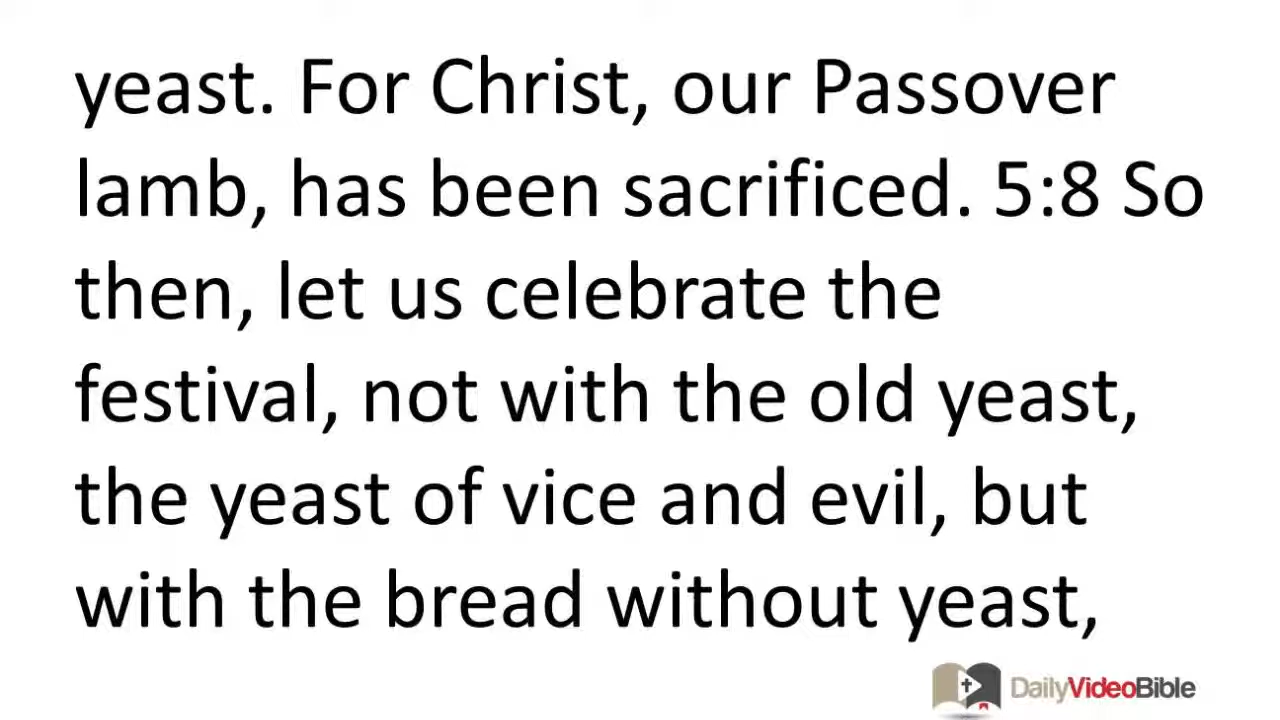 yeast. For Christ, our Passover
lamb, has been sacrificed. 5:8 So
then, let us celebrate the
festival, not with the old yeast,
the yeast of vice and evil, but
with the bread without yeast,
DailyVideoBible